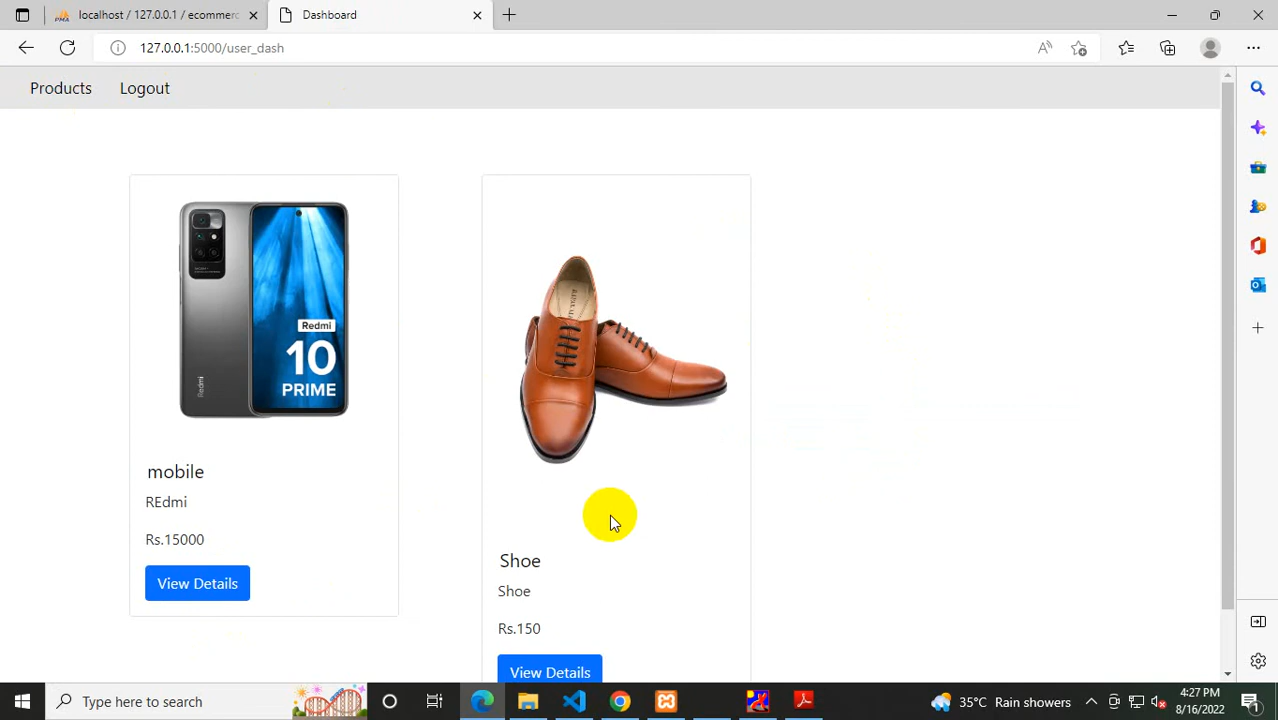 localhost / 127.0.0.1 / ecommerc
Dashboard
127.0.0.1:5000/user_dash
Products
Logout
Redmi
10
PRIME
Redmi
mobile
REdmi
Rs.15000
View Details
Shoe
Shoe
Rs.150
View Details
Type here to search
35°C Rain showers
4:27 PM
8/16/2022
1